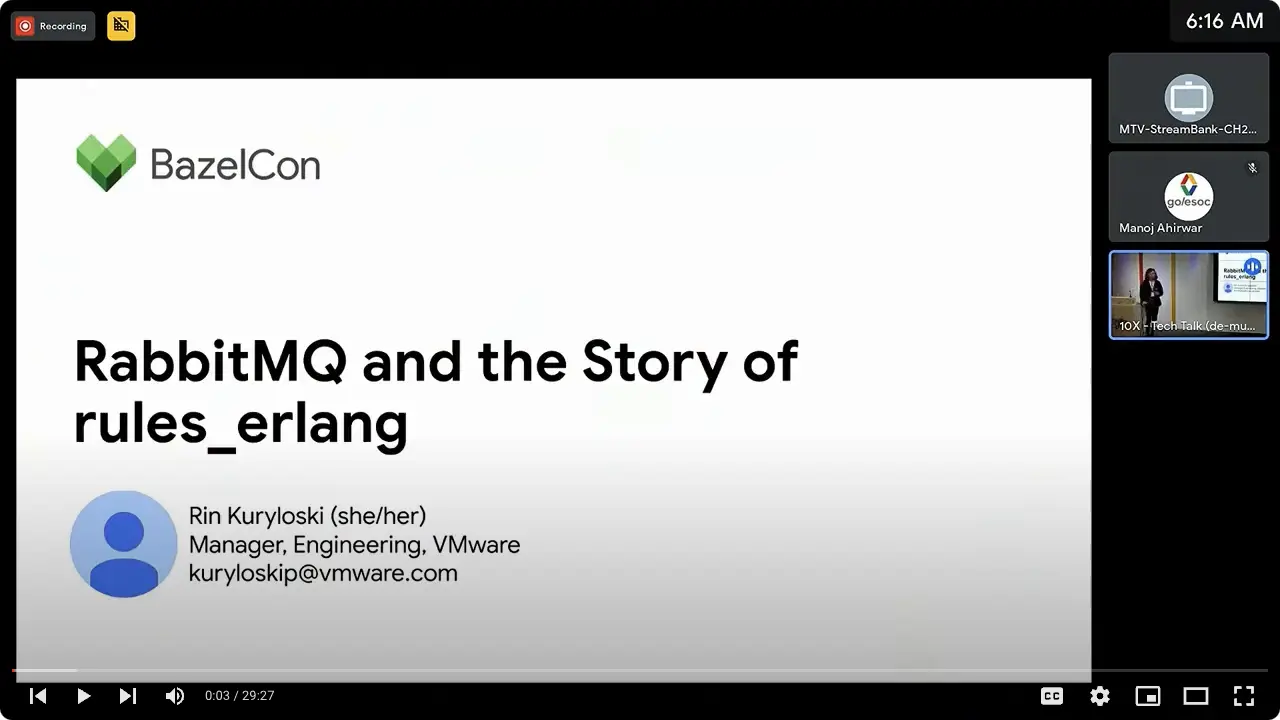 Recording
6:16 AM
BazelCon
RabbitMQ and the Story of
rules_erlang
Rin Kuryloski (she/her)
Manager, Engineering, VMware
kuryloskip@vmware.com
MTV-StreamBank-CH2...
go/esoc
Manoj Ahirwar
rules_erlang
10X - Tech Talk (de-mu...
0:03 / 29:27
CC